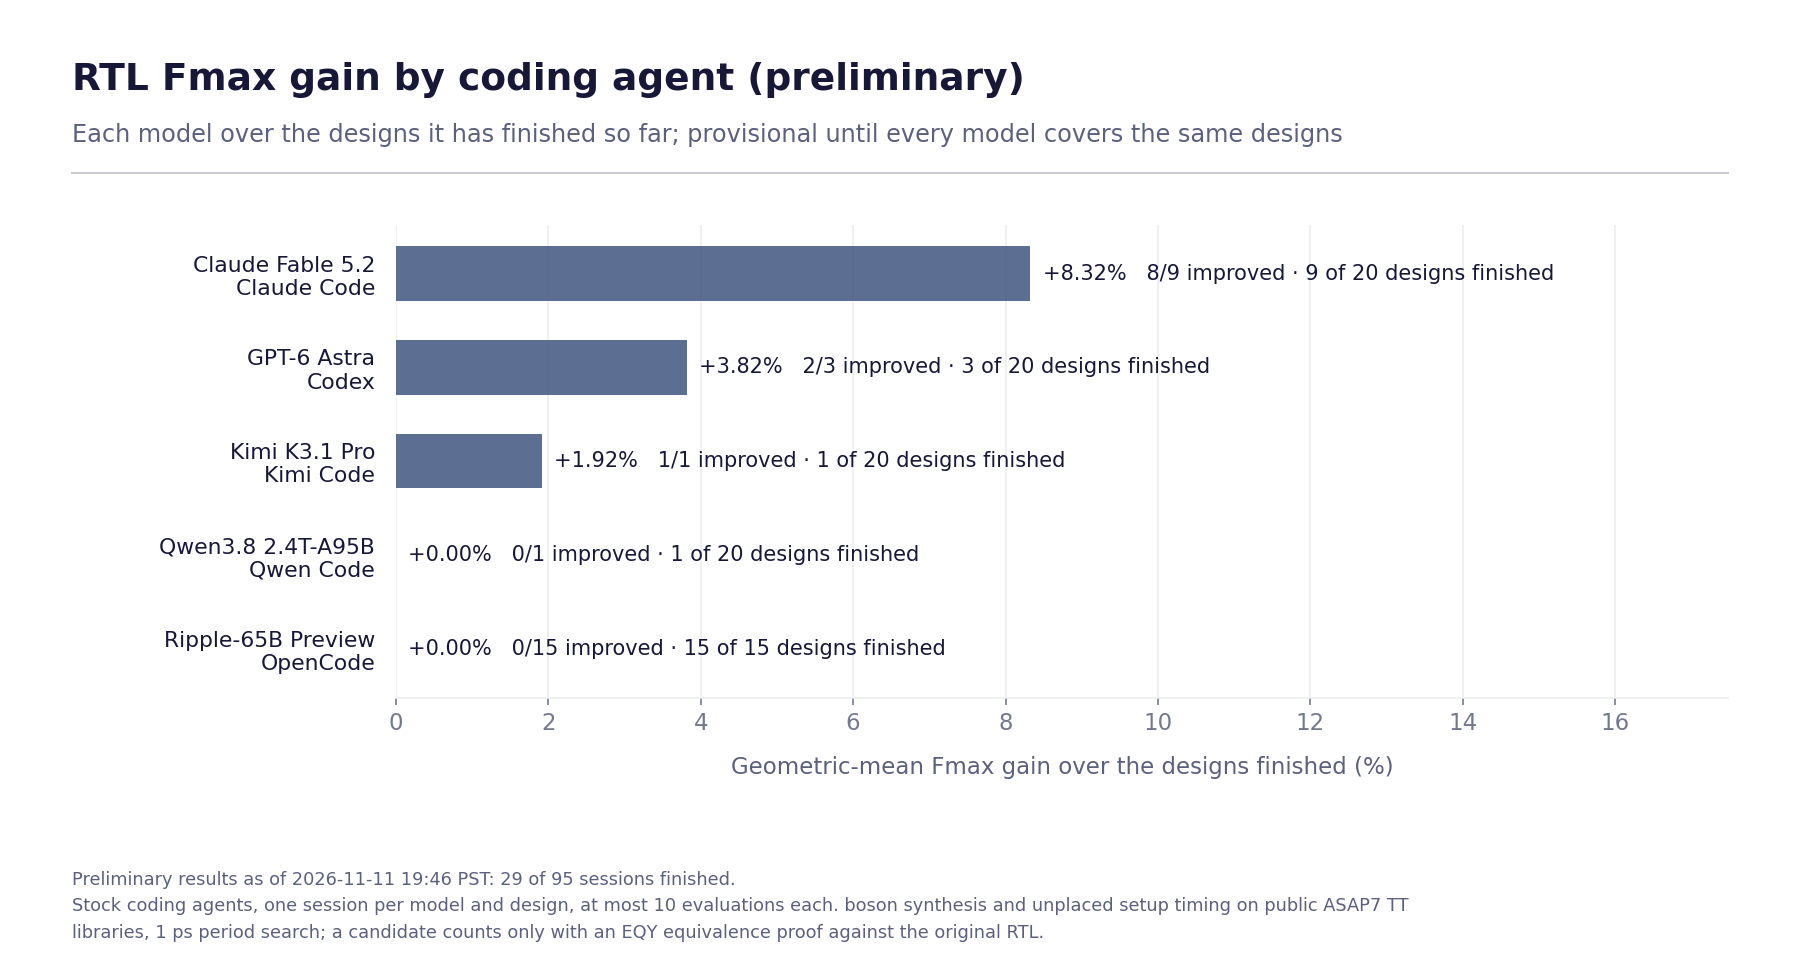 RTL Fmax gain by coding agent (preliminary)
Each model over the designs it has finished so far; provisional until every model covers the same designs
Claude Fable 5.2
Claude Code
+8.32%   8/9 improved · 9 of 20 designs finished
GPT-6 Astra
Codex
+3.82%   2/3 improved · 3 of 20 designs finished
Kimi K3.1 Pro
Kimi Code
+1.92%   1/1 improved · 1 of 20 designs finished
Qwen3.8 2.4T-A95B
Qwen Code
+0.00%   0/1 improved · 1 of 20 designs finished
Ripple-65B Preview
OpenCode
+0.00%   0/15 improved · 15 of 15 designs finished
0 2 4 6 8 10 12 14 16
Geometric-mean Fmax gain over the designs finished (%)
Preliminary results as of 2026-11-11 19:46 PST: 29 of 95 sessions finished.
Stock coding agents, one session per model and design, at most 10 evaluations each. boson synthesis and unplaced setup timing on public ASAP7 TT
libraries, 1 ps period search; a candidate counts only with an EQY equivalence proof against the original RTL.